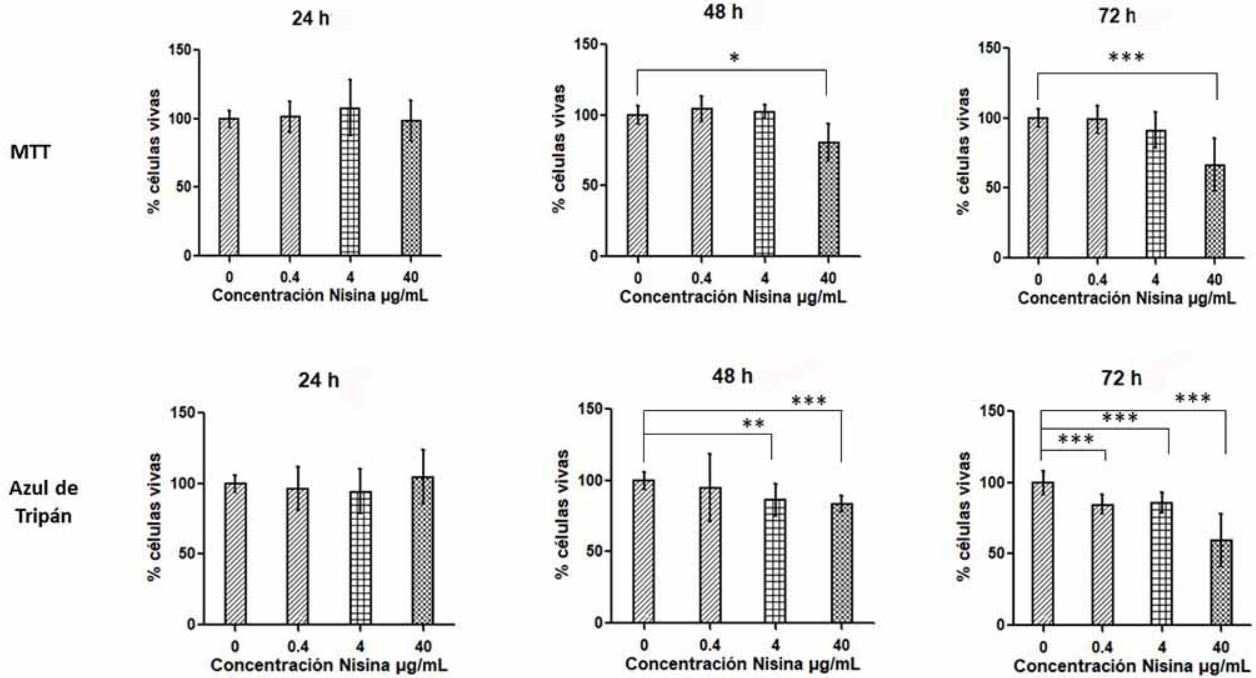 24 h
48 h
72 h
MTT
% células vivas
150
100
50
0
0 0.4 4 40
Concentración Nisina µg/mL
*
% células vivas
150
100
50
0
0 0.4 4 40
Concentración Nisina µg/mL
***
% células vivas
150
100
50
0
0 0.4 4 40
Concentración Nisina µg/mL
24 h
48 h
72 h
Azul de
Tripán
% células vivas
150
100
50
0
0 0.4 4 40
Concentración Nisina µg/mL
***
**
% células vivas
150
100
50
0
0 0.4 4 40
Concentración Nisina µg/mL
***
***
***
% células vivas
150
100
50
0
0 0.4 4 40
Concentración Nisina µg/mL